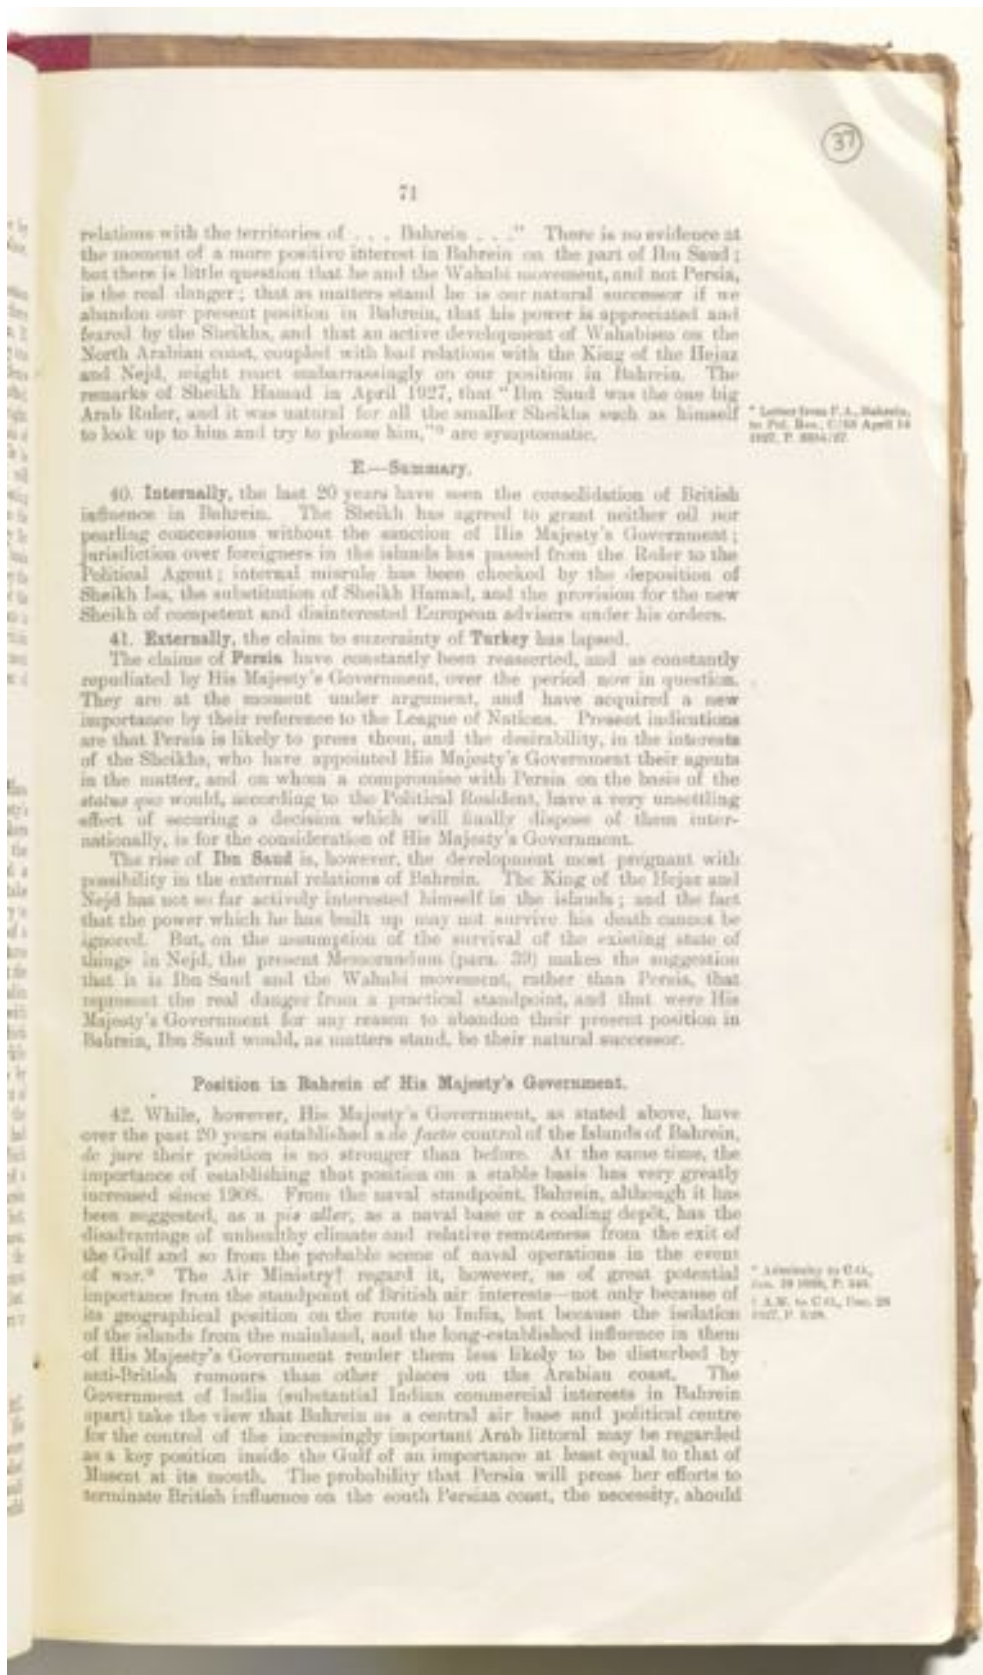 37
71
relations with the territories of . . . Bahrein . . ." There is no evidence at
the moment of a more positive interest in Bahrein on the part of Ibn Saud ;
but there is little question that he and the Wahabi movement, and not Persia,
is the real danger ; that as matters stand he is our natural successor if we
abandon our present position in Bahrein, that his power is appreciated and
feared by the Sheikhs, and that an active development of Wahabism on the
North Arabian coast, coupled with bad relations with the King of the Hejaz
and Nejd, might react embarrassingly on our position in Bahrein. The
remarks of Sheikh Hamad in April 1927, that "Ibn Saud was the one big
Arab Ruler, and it was natural for all the smaller Sheikhs such as himself
to look up to him and try to please him,"* are symptomatic.
* Letter from P.A., Bahrein,
to Pol. Res., April 14
1927, P.
E.—Summary.
40. Internally, the last 20 years have seen the consolidation of British
influence in Bahrein. The Sheikh has agreed to grant neither oil nor
pearling concessions without the sanction of His Majesty's Government ;
jurisdiction over foreigners in the islands has passed from the Ruler to the
Political Agent ; internal misrule has been checked by the deposition of
Sheikh Isa, the substitution of Sheikh Hamad, and the provision for the new
Sheikh of competent and disinterested European advisers under his orders.
41. Externally, the claim to suzerainty of Turkey has lapsed.
The claims of Persia have constantly been reasserted, and as constantly
repudiated by His Majesty's Government, over the period now in question.
They are at the moment under argument, and have acquired a new
importance by their reference to the League of Nations. Present indications
are that Persia is likely to press them, and the desirability, in the interests
of the Sheikhs, who have appointed His Majesty's Government their agents
in the matter, and on whom a compromise with Persia on the basis of the
status quo would, according to the Political Resident, have a very unsettling
effect of securing a decision which will finally dispose of them inter-
nationally, is for the consideration of His Majesty's Government.
The rise of Ibn Saud is, however, the development most pregnant with
possibility in the external relations of Bahrein. The King of the Hejaz and
Nejd has not so far actively interested himself in the islands ; and the fact
that the power which he has built up may not survive his death cannot be
ignored. But, on the assumption of the survival of the existing state of
things in Nejd, the present Memorandum (para. 39) makes the suggestion
that is is Ibn Saud and the Wahabi movement, rather than Persia, that
represent the real danger from a practical standpoint, and that were His
Majesty's Government for any reason to abandon their present position in
Bahrein, Ibn Saud would, as matters stand, be their natural successor.
Position in Bahrein of His Majesty's Government.
42. While, however, His Majesty's Government, as stated above, have
over the past 20 years established a de facto control of the Islands of Bahrein,
de jure their position is no stronger than before. At the same time, the
importance of establishing that position on a stable basis has very greatly
increased since 1908. From the naval standpoint, Bahrein, although it has
been suggested, as a pis aller, as a naval base or a coaling depôt, has the
disadvantage of unhealthy climate and relative remoteness from the exit of
the Gulf and so from the probable scene of naval operations in the event
of war.* The Air Ministry† regard it, however, as of great potential
importance from the standpoint of British air interests—not only because of
its geographical position on the route to India, but because the isolation
of the islands from the mainland, and the long-established influence in them
of His Majesty's Government render them less likely to be disturbed by
anti-British rumours than other places on the Arabian coast. The
Government of India (substantial Indian commercial interests in Bahrein
apart) take the view that Bahrein as a central air base and political centre
for the control of the increasingly important Arab littoral may be regarded
as a key position inside the Gulf of an importance at least equal to that of
Muscat at its mouth. The probability that Persia will press her efforts to
terminate British influence on the south Persian coast, the necessity, should
* Admiralty to C.O.,
Jan. P.
† A.M. to C.O., Dec. 28
1927, P.